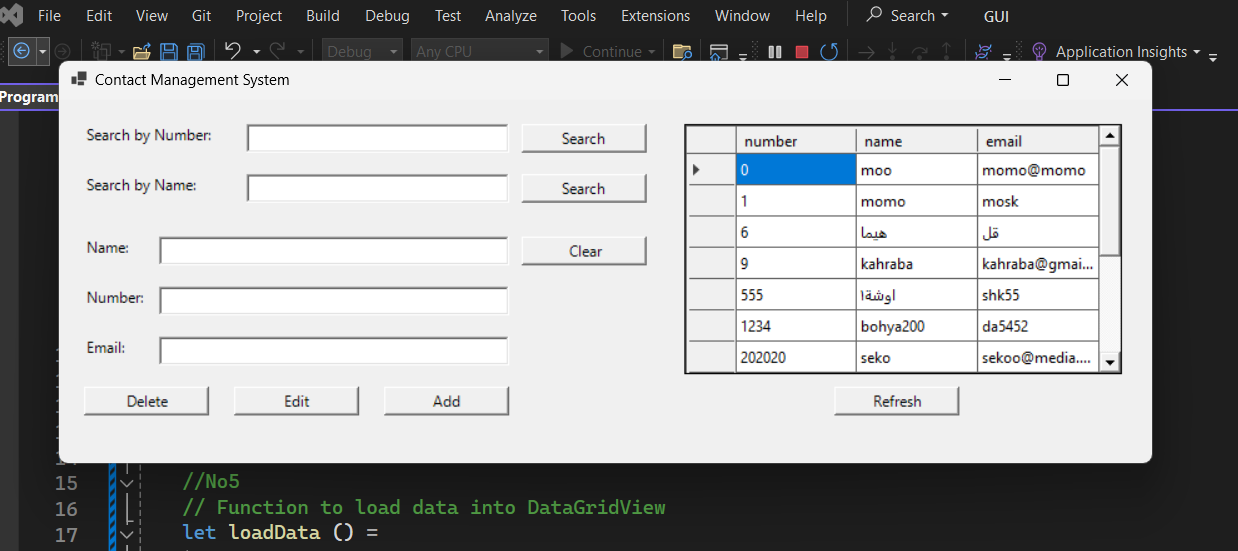 File Edit View Git Project Build Debug Test Analyze Tools Extensions Window Help Search GUI
Debug Any CPU Continue Application Insights
Contact Management System
Program
Search by Number: Search
Search by Name: Search
Name: Clear
Number:
Email:
Delete Edit Add
number name email
0 moo momo@momo
1 momo mosk
6 هيما قل
9 kahraba kahraba@gmai...
555 اوشة١ shk55
1234 bohya200 da5452
202020 seko sekoo@media....
Refresh
15 //No5
16 // Function to load data into DataGridView
17 let loadData () =